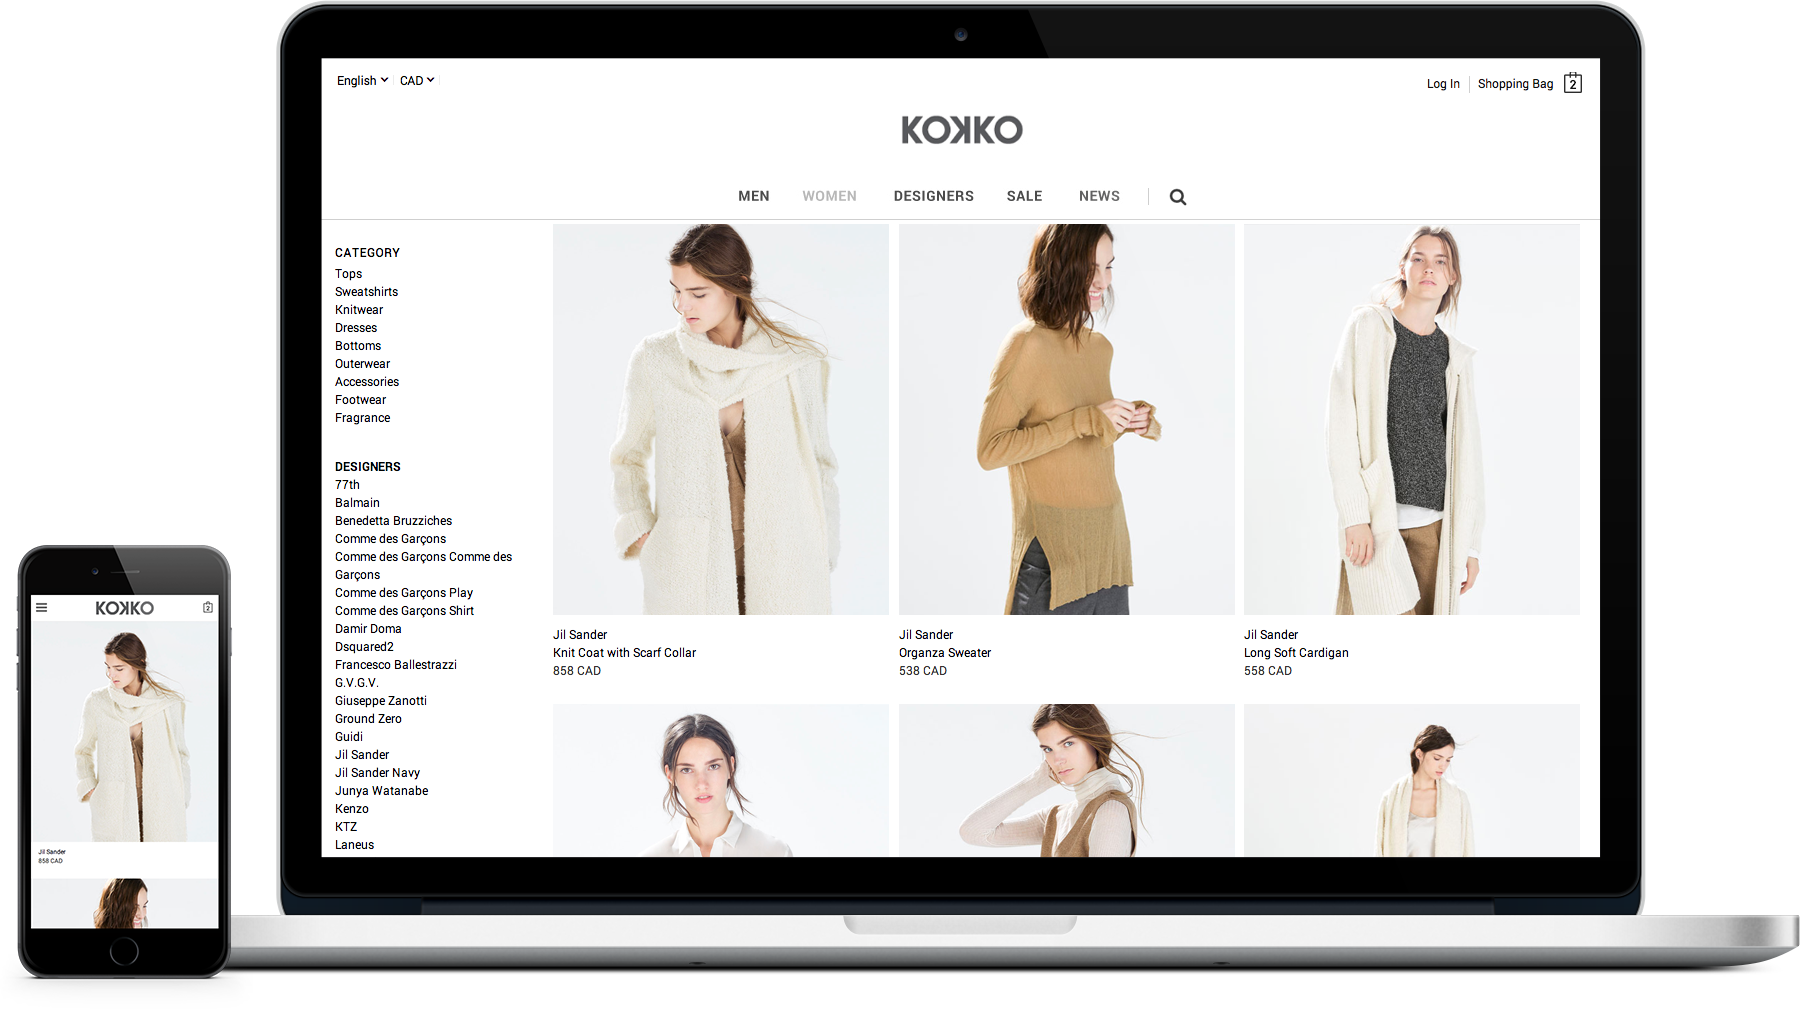 English CAD
Log In Shopping Bag 2
KOKKO
MEN WOMEN DESIGNERS SALE NEWS
CATEGORY
Tops
Sweatshirts
Knitwear
Dresses
Bottoms
Outerwear
Accessories
Footwear
Fragrance
DESIGNERS
77th
Balmain
Benedetta Bruzziches
Comme des Garçons
Comme des Garçons Comme des
Garçons
Comme des Garçons Play
Comme des Garçons Shirt
Damir Doma
Dsquared2
Francesco Ballestrazzi
G.V.G.V.
Giuseppe Zanotti
Ground Zero
Guidi
Jil Sander
Jil Sander Navy
Junya Watanabe
Kenzo
KTZ
Laneus
Jil Sander
Knit Coat with Scarf Collar
858 CAD
Jil Sander
Organza Sweater
538 CAD
Jil Sander
Long Soft Cardigan
558 CAD
KOKKO 2
Jil Sander
858 CAD